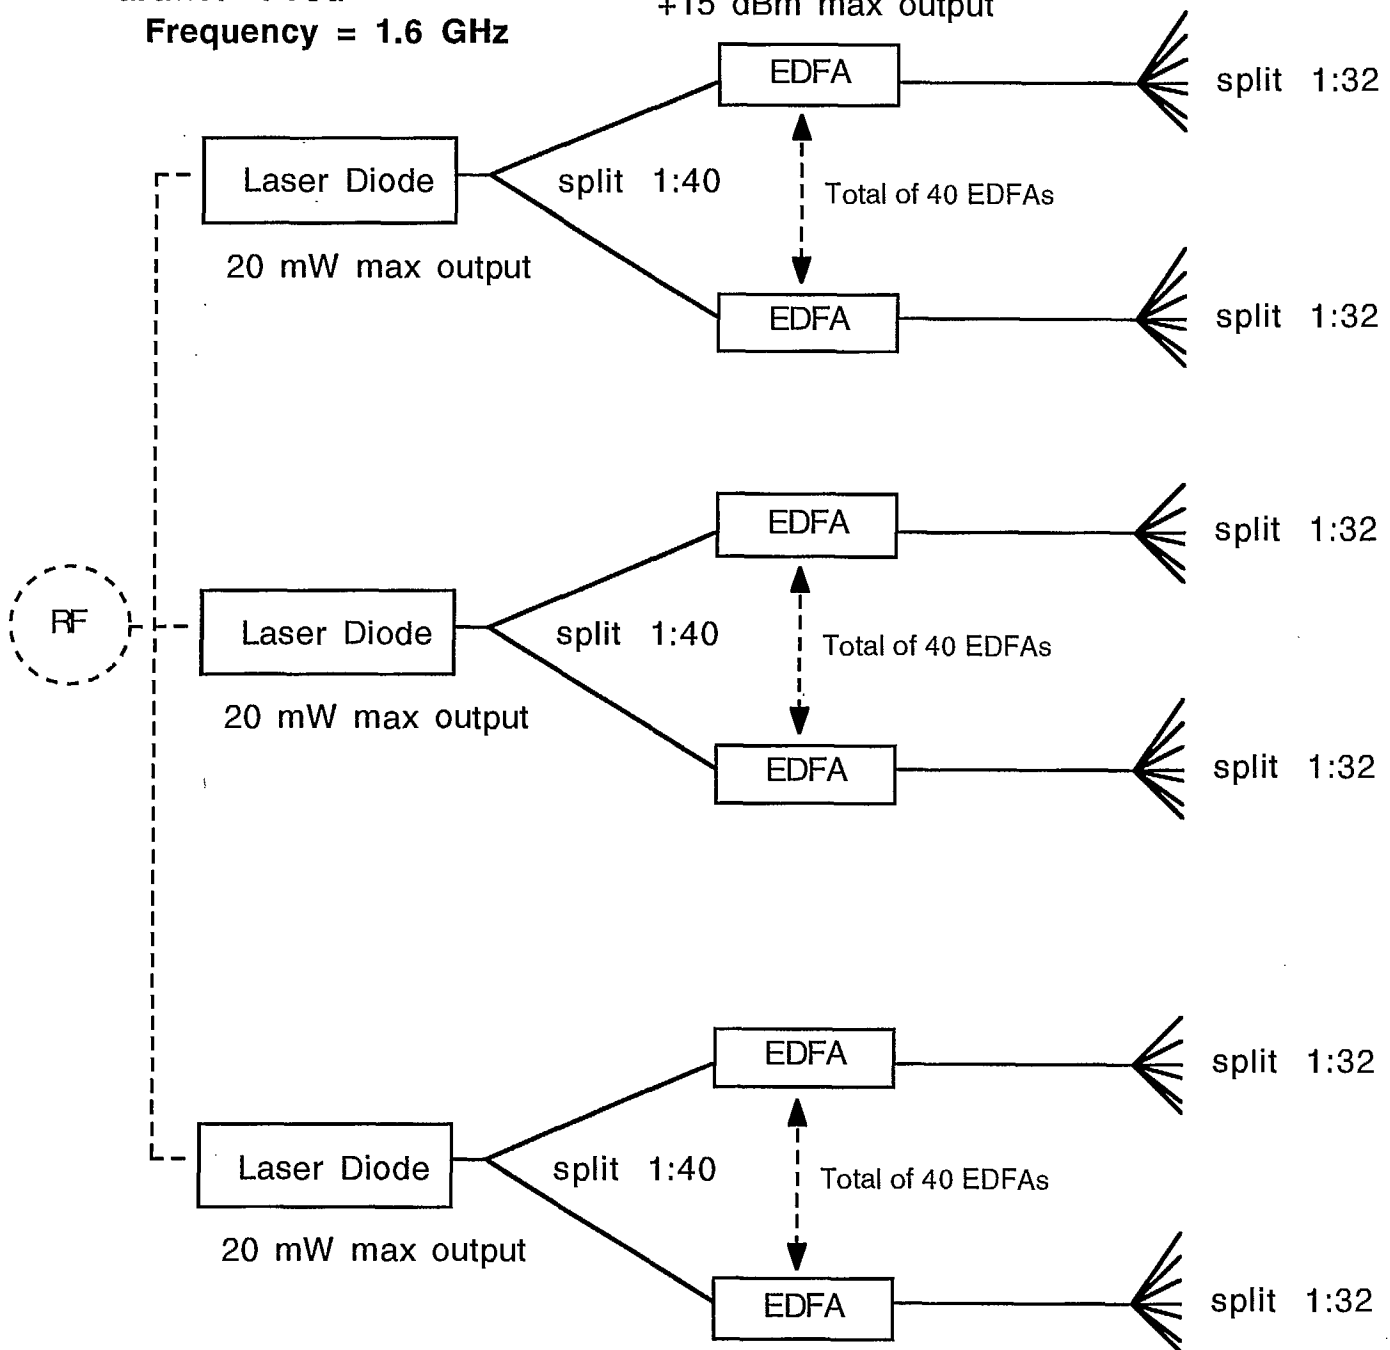 +15 dBm max output
Frequency = 1.6 GHz
EDFA
split 1:32
Laser Diode
split 1:40
Total of 40 EDFAs
20 mW max output
EDFA
split 1:32
EDFA
split 1:32
RF
Laser Diode
split 1:40
Total of 40 EDFAs
20 mW max output
EDFA
split 1:32
EDFA
split 1:32
Laser Diode
split 1:40
Total of 40 EDFAs
20 mW max output
EDFA
split 1:32